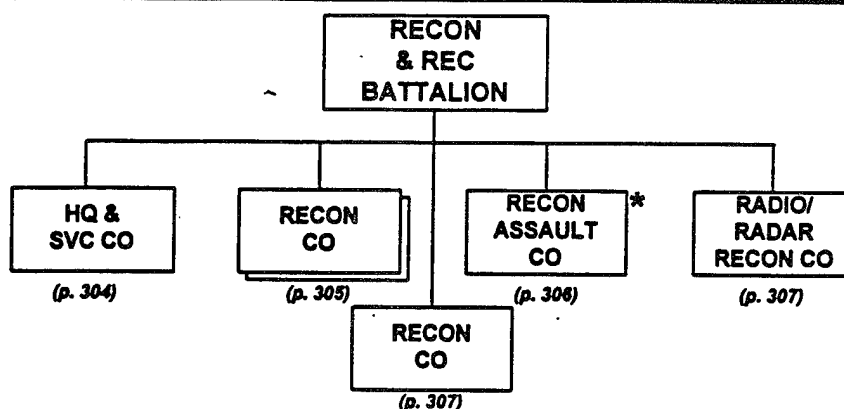 RECON
& REC
BATTALION
HQ &
SVC CO
(p. 304)
RECON
CO
(p. 305)
RECON
ASSAULT
CO
*
(p. 306)
RADIO/
RADAR
RECON CO
(p. 307)
RECON
CO
(p. 307)